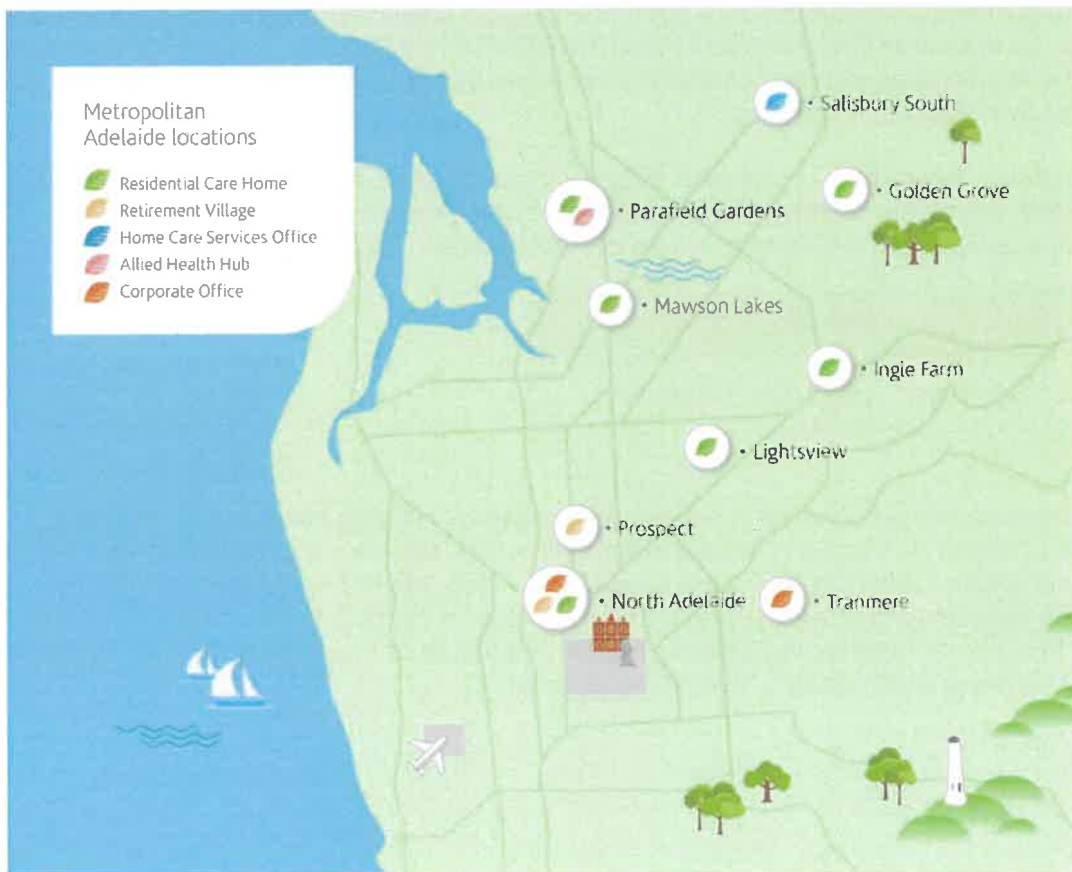 Metropolitan
Adelaide locations
Residential Care Home
Retirement Village
Home Care Services Office
Allied Health Hub
Corporate Office
Salisbury South
Golden Grove
Parafield Gardens
Mawson Lakes
Ingle Farm
Lightsview
Prospect
North Adelaide
Tranmere